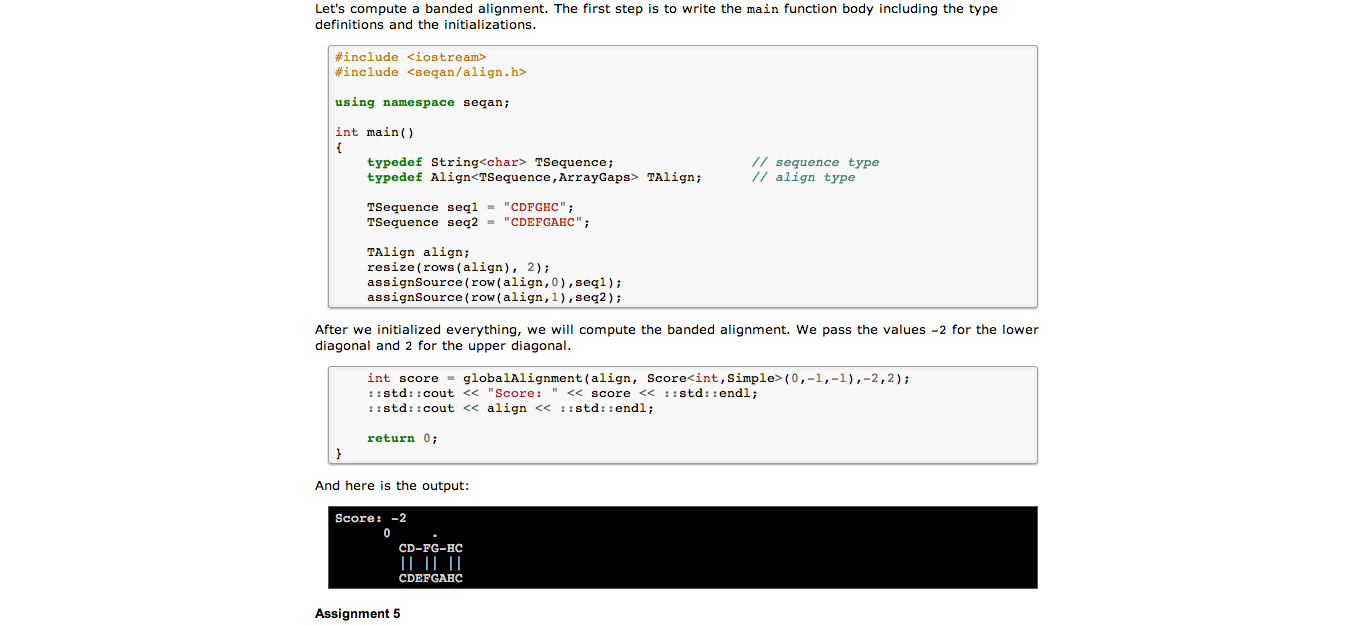 Let's compute a banded alignment. The first step is to write the main function body including the type
definitions and the initializations.
#include <iostream>
#include <seqan/align.h>
using namespace seqan;
int main()
{
    typedef String<char> TSequence;                 // sequence type
    typedef Align<TSequence,ArrayGaps> TAlign;      // align type
    TSequence seq1 = "CDFGHC";
    TSequence seq2 = "CDEFGAHC";
    TAlign align;
    resize(rows(align), 2);
    assignSource(row(align,0),seq1);
    assignSource(row(align,1),seq2);
After we initialized everything, we will compute the banded alignment. We pass the values -2 for the lower
diagonal and 2 for the upper diagonal.
    int score = globalAlignment(align, Score<int,Simple>(0,-1,-1),-2,2);
    ::std::cout << "Score: " << score << ::std::endl;
    ::std::cout << align << ::std::endl;
    return 0;
}
And here is the output:
Score: -2
      0     .
        CD-FG-HC
        || || ||
        CDEFGAHC
Assignment 5